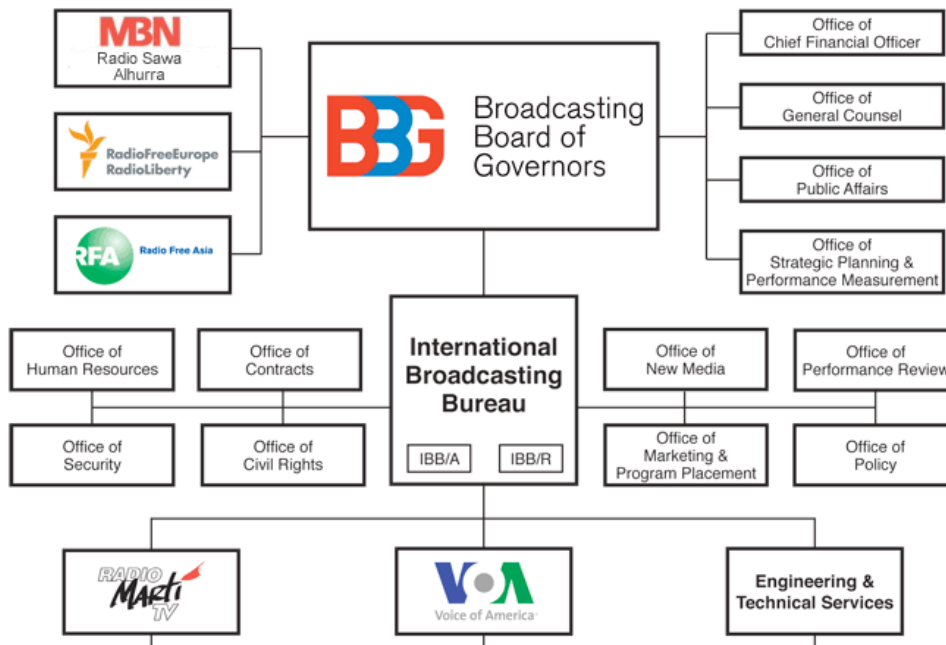 MBN
Radio Sawa
Alhurra
RadioFreeEurope
RadioLiberty
RFA
Radio Free Asia
BBG
Broadcasting
Board of
Governors
Office of
Chief Financial Officer
Office of
General Counsel
Office of
Public Affairs
Office of
Strategic Planning &
Performance Measurement
Office of
Human Resources
Office of
Contracts
Office of
Security
Office of
Civil Rights
International
Broadcasting
Bureau
IBB/A
IBB/R
Office of
New Media
Office of
Performance Review
Office of
Marketing &
Program Placement
Office of
Policy
RADIO
MARTÍ
TV
VOA
Voice of America
Engineering &
Technical Services